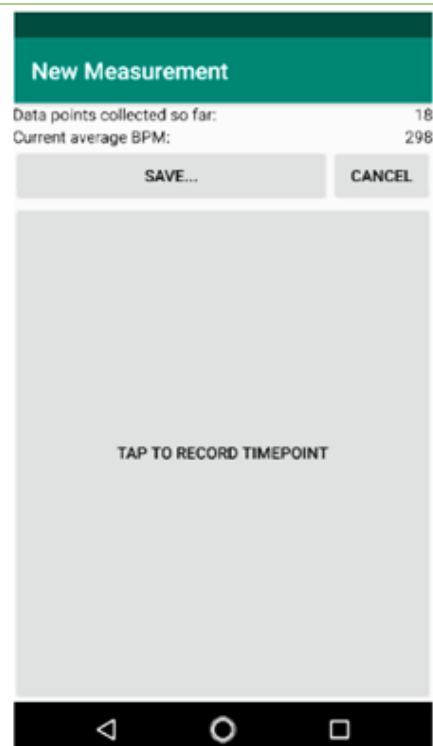 New Measurement
Data points collected so far: 18
Current average BPM: 298
SAVE... CANCEL
TAP TO RECORD TIMEPOINT